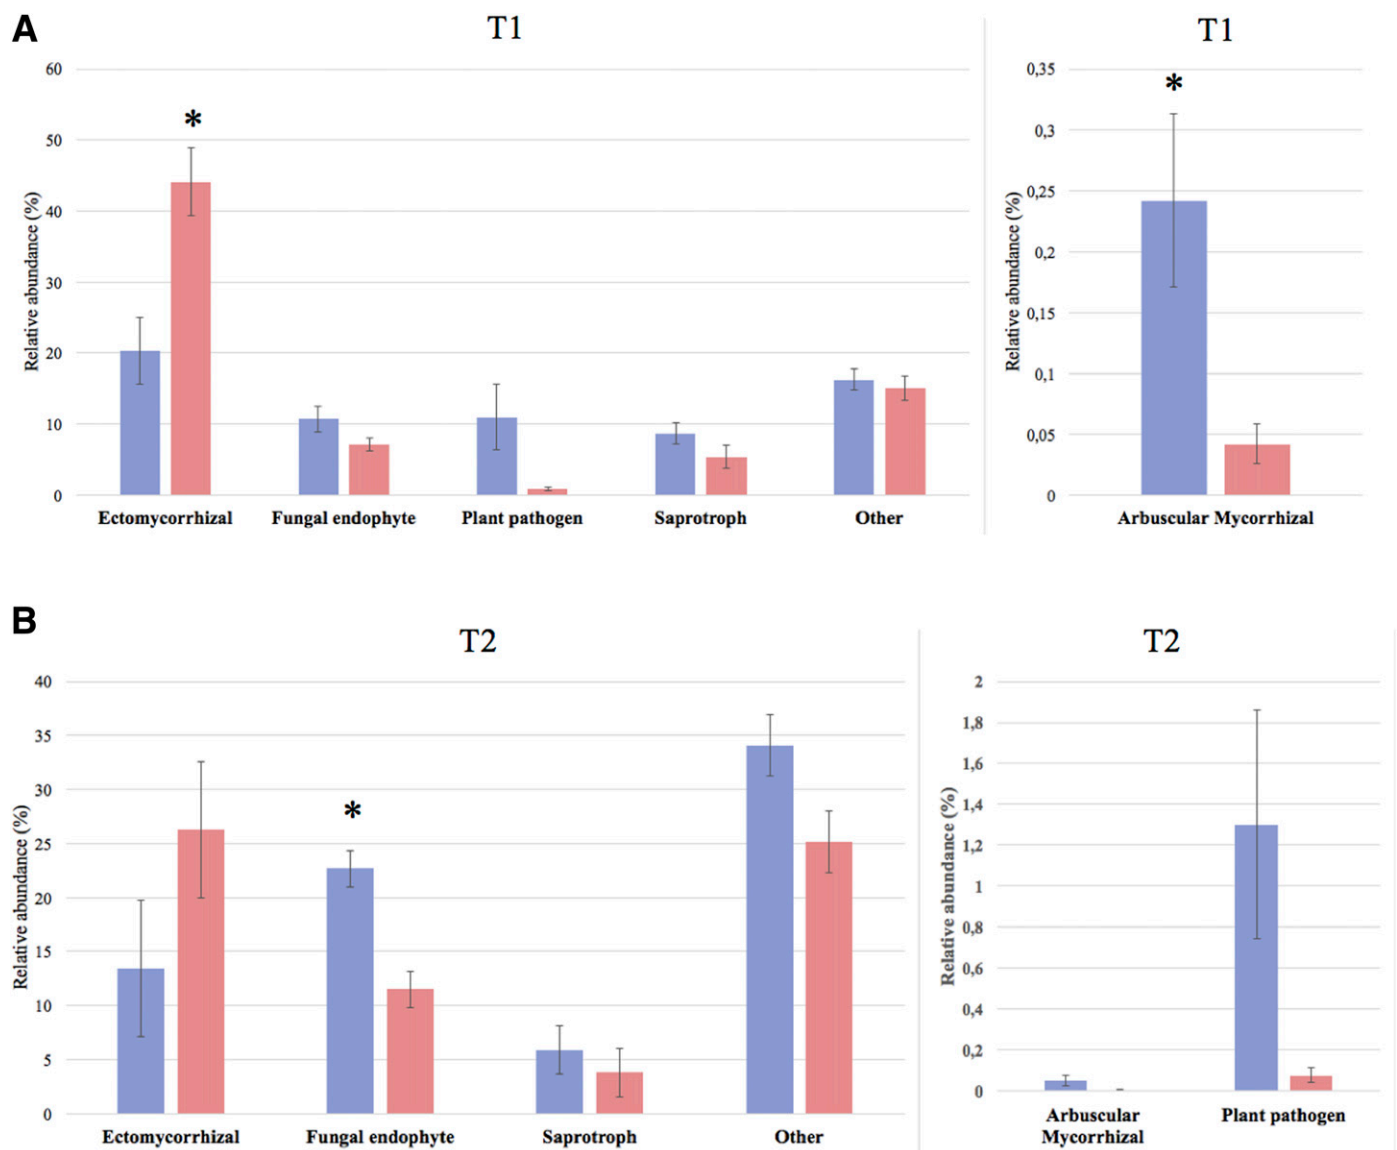 A
T1
Relative abundance (%)
60
50
40
30
20
10
0
*
Ectomycorrhizal
Fungal endophyte
Plant pathogen
Saprotroph
Other
T1
Relative abundance (%)
0,35
0,3
0,25
0,2
0,15
0,1
0,05
0
*
Arbuscular Mycorrhizal
B
T2
Relative abundance (%)
40
35
30
25
20
15
10
5
0
*
Ectomycorrhizal
Fungal endophyte
Saprotroph
Other
T2
Relative abundance (%)
2
1,8
1,6
1,4
1,2
1
0,8
0,6
0,4
0,2
0
Arbuscular
Mycorrhizal
Plant pathogen